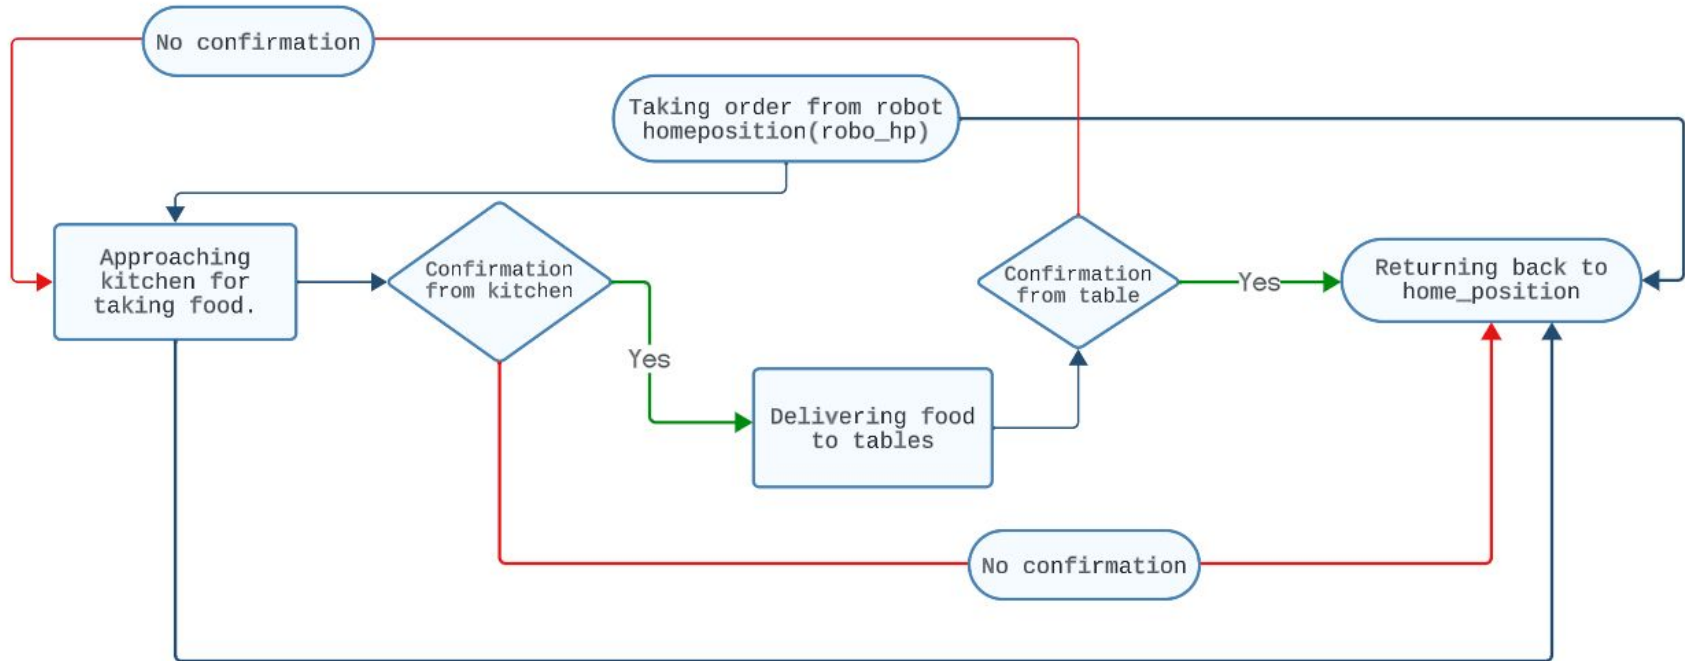 No confirmation
Taking order from robot
homeposition(robo_hp)
Approaching
kitchen for
taking food.
Confirmation
from kitchen
Yes
Delivering food
to tables
Confirmation
from table
Yes
Returning back to
home_position
No confirmation